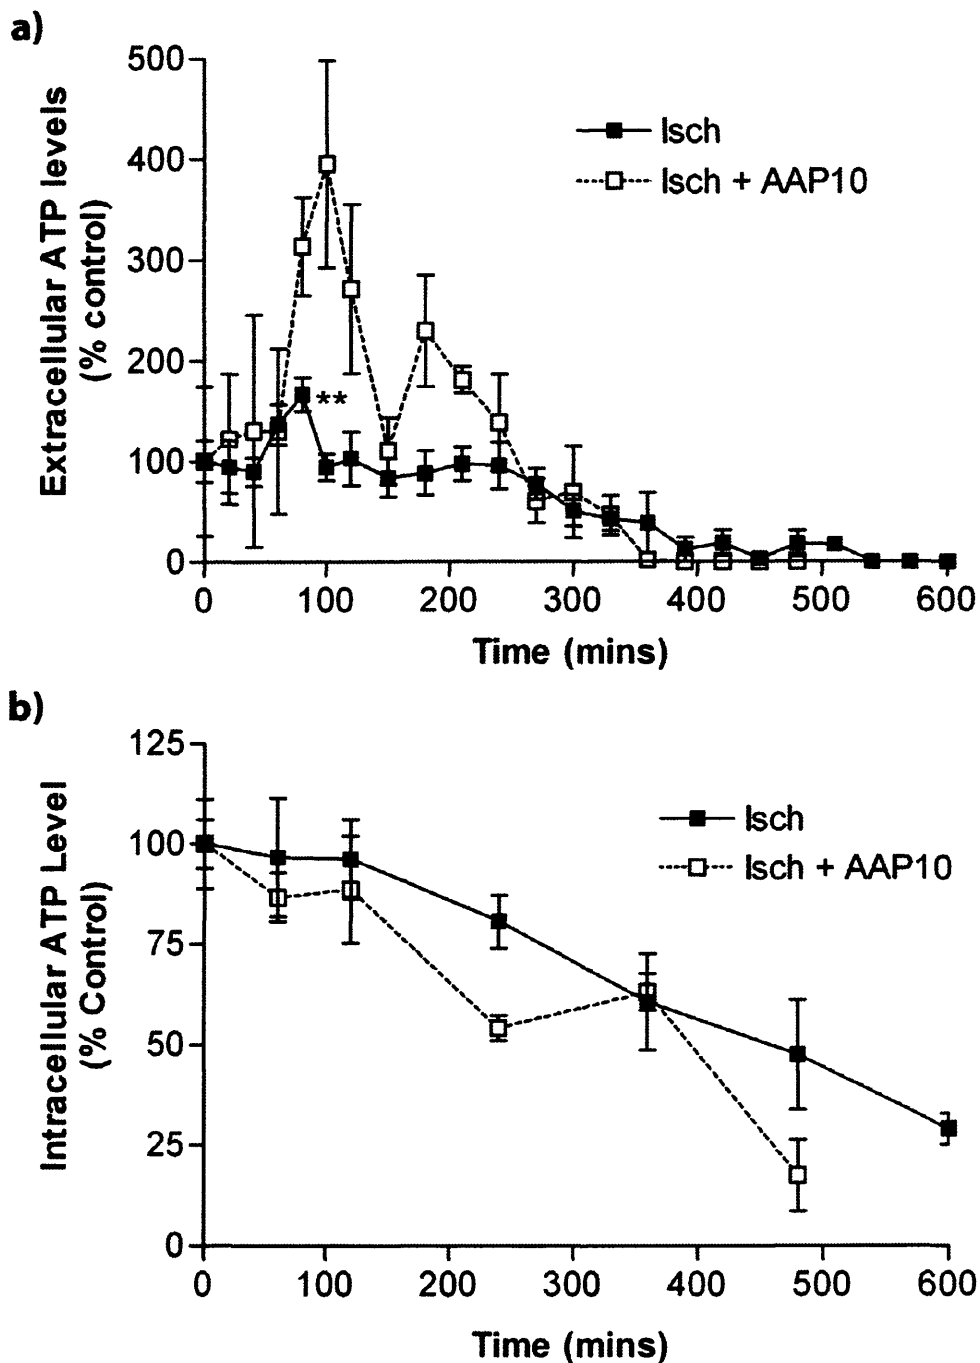 a)
Extracellular ATP levels
(% control)
500
400
300
200
100
0
Isch
Isch + AAP10
**
0 100 200 300 400 500 600
Time (mins)
b)
Intracellular ATP Level
(% Control)
125
100
75
50
25
0
Isch
Isch + AAP10
0 100 200 300 400 500 600
Time (mins)